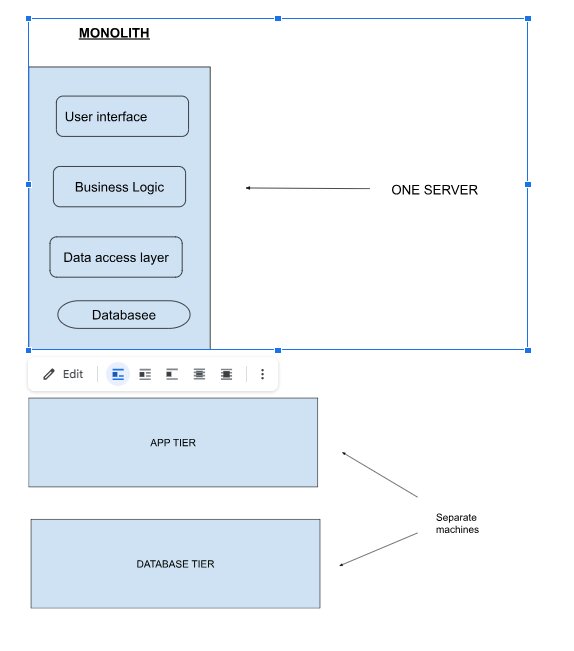 MONOLITH
User interface
Business Logic
ONE SERVER
Data access layer
Databasee
Edit
APP TIER
Separate
machines
DATABASE TIER